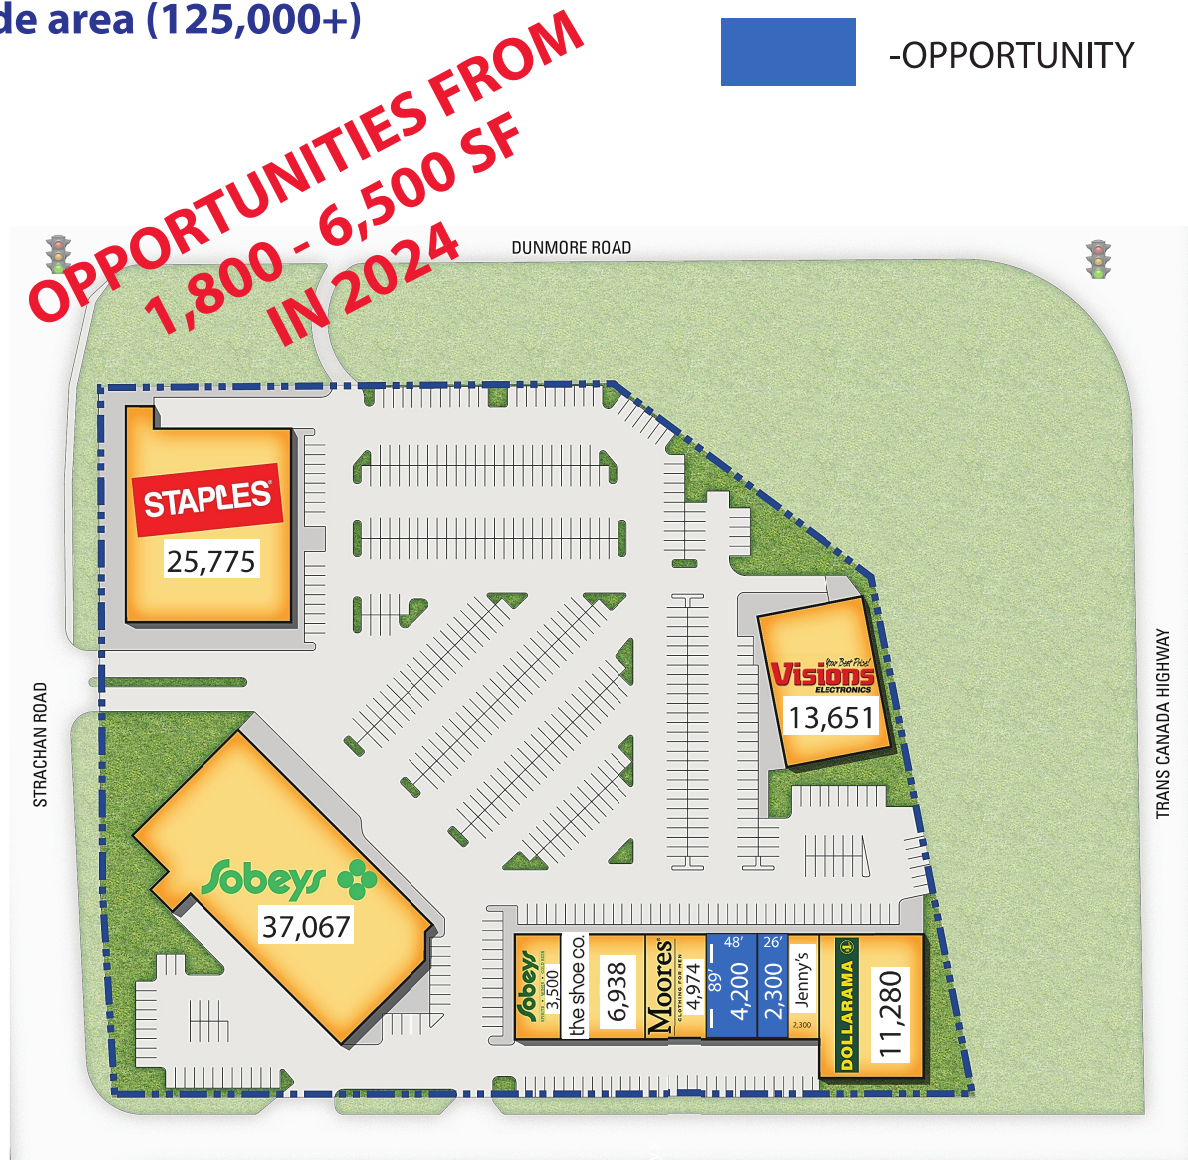 de area (125,000+)
-OPPORTUNITY
OPPORTUNITIES FROM
1,800 - 6,500 SF
IN 2024
DUNMORE ROAD
STAPLES
25,775
STRACHAN ROAD
TRANS CANADA HIGHWAY
Your Best Price!
Visions
ELECTRONICS
13,651
Sobeys
37,067
Sobeys
3,500
the shoe co.
6,938
Moores
CLOTHING FOR MEN
4,974
48'
89'
4,200
26'
2,300
Jenny's
2,300
DOLLARAMA
11,280